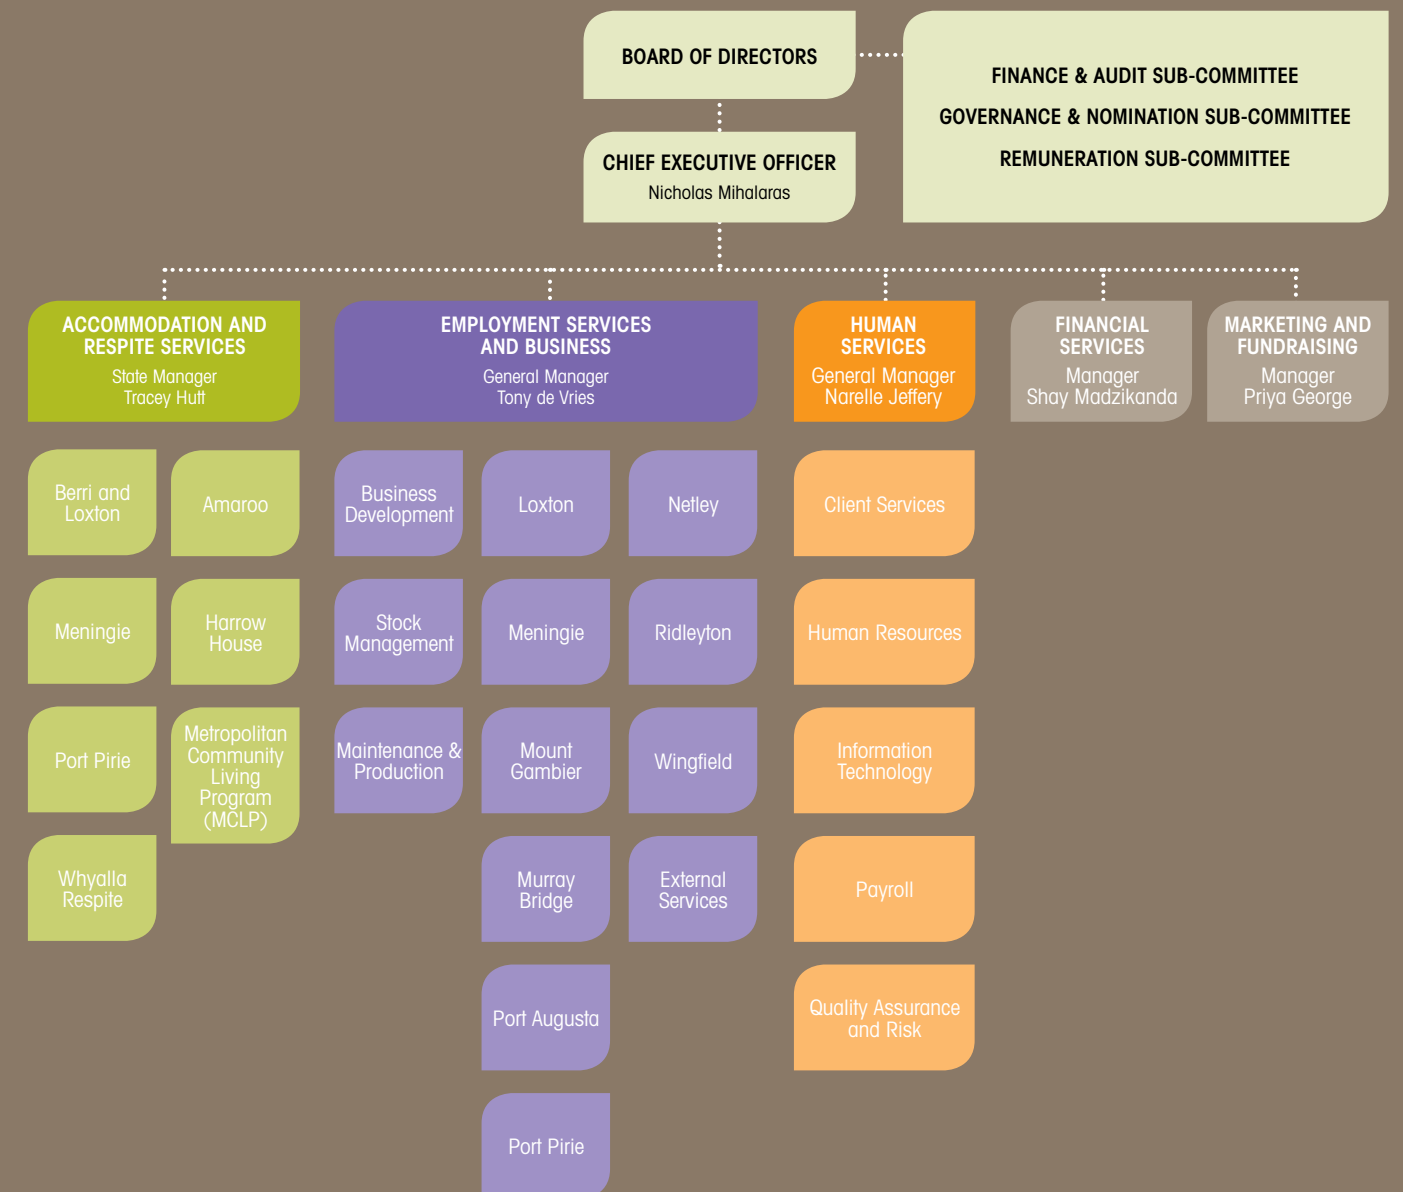 BOARD OF DIRECTORS
FINANCE & AUDIT SUB-COMMITTEE
GOVERNANCE & NOMINATION SUB-COMMITTEE
REMUNERATION SUB-COMMITTEE
CHIEF EXECUTIVE OFFICER
Nicholas Mihalaras
ACCOMMODATION AND
RESPITE SERVICES
State Manager
Tracey Hutt
EMPLOYMENT SERVICES
AND BUSINESS
General Manager
Tony de Vries
HUMAN
SERVICES
General Manager
Narelle Jeffery
FINANCIAL
SERVICES
Manager
Shay Madzikanda
MARKETING AND
FUNDRAISING
Manager
Priya George
Berri and
Loxton
Meningie
Port Pirie
Whyalla
Respite
Amaroo
Harrow
House
Metropolitan
Community
Living
Program
(MCLP)
Business
Development
Stock
Management
Maintenance &
Production
Loxton
Meningie
Mount
Gambier
Murray
Bridge
Port Augusta
Port Pirie
Netley
Ridleyton
Wingfield
External
Services
Client Services
Human Resources
Information
Technology
Payroll
Quality Assurance
and Risk